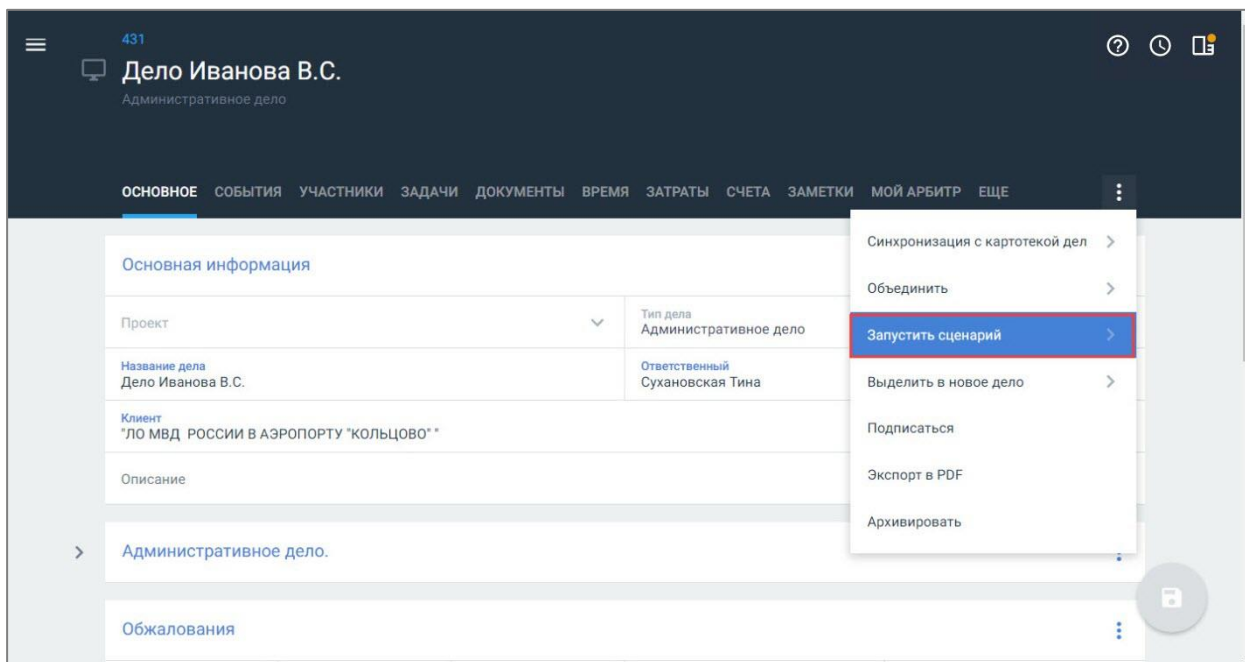 431
Дело Иванова В.С.
Административное дело
ОСНОВНОЕ СОБЫТИЯ УЧАСТНИКИ ЗАДАЧИ ДОКУМЕНТЫ ВРЕМЯ ЗАТРАТЫ СЧЕТА ЗАМЕТКИ МОЙ АРБИТР ЕЩЕ
Синхронизация с картотекой дел
Объединить
Запустить сценарий
Выделить в новое дело
Подписаться
Экспорт в PDF
Архивировать
Основная информация
Проект
Тип дела
Административное дело
Название дела
Дело Иванова В.С.
Ответственный
Сухановская Тина
Клиент
"ЛО МВД РОССИИ В АЭРОПОРТУ "КОЛЬЦОВО" "
Описание
Административное дело.
Обжалования